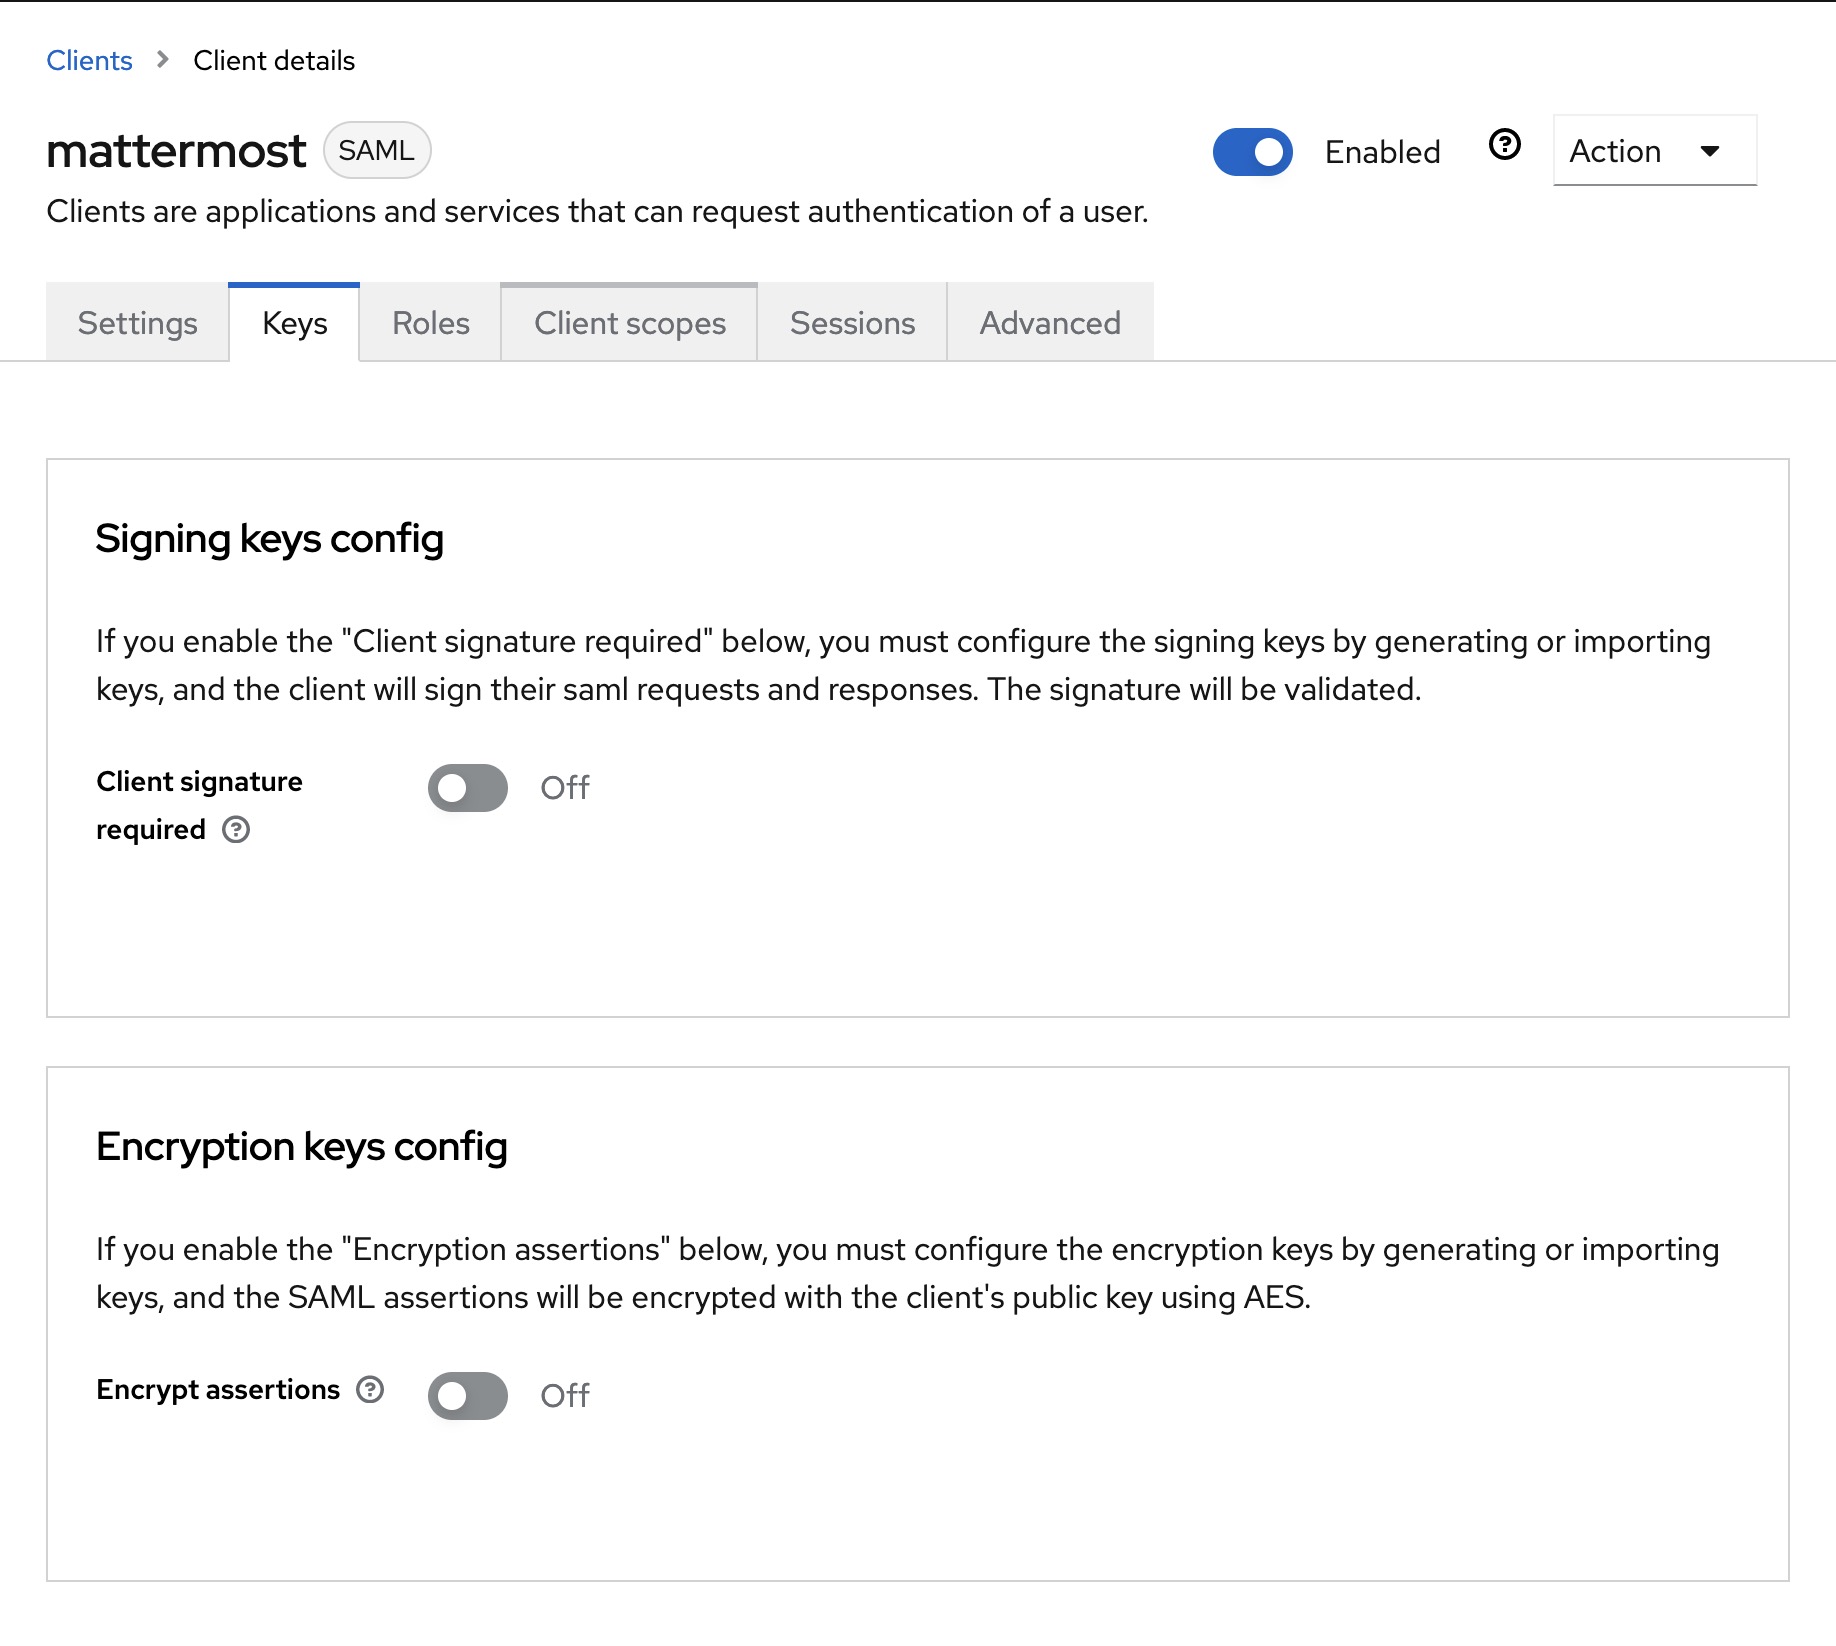 Clients > Client details
mattermost SAML
Enabled
Action
Clients are applications and services that can request authentication of a user.
Settings Keys Roles Client scopes Sessions Advanced
Signing keys config
If you enable the "Client signature required" below, you must configure the signing keys by generating or importing
keys, and the client will sign their saml requests and responses. The signature will be validated.
Client signature
required
Off
Encryption keys config
If you enable the "Encryption assertions" below, you must configure the encryption keys by generating or importing
keys, and the SAML assertions will be encrypted with the client's public key using AES.
Encrypt assertions
Off